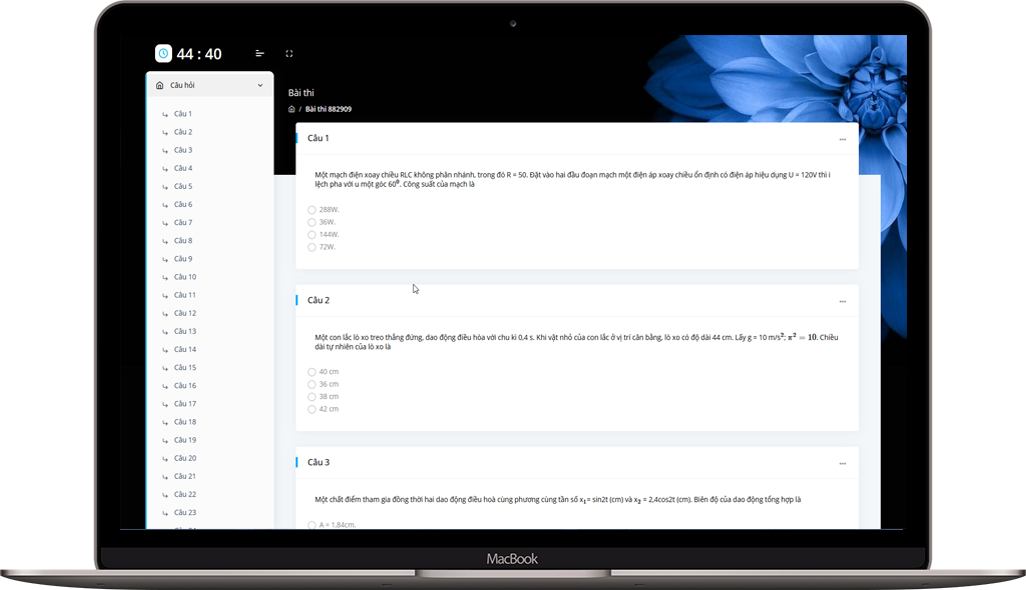 44 : 40
Câu hỏi
Câu 1
Câu 2
Câu 3
Câu 4
Câu 5
Câu 6
Câu 7
Câu 8
Câu 9
Câu 10
Câu 11
Câu 12
Câu 13
Câu 14
Câu 15
Câu 16
Câu 17
Câu 18
Câu 19
Câu 20
Câu 21
Câu 22
Câu 23
Bài thi
/ Bài thi 882909
Câu 1
Một mạch điện xoay chiều RLC không phân nhánh, trong đó R = 50. Đặt vào hai đầu đoạn mạch một điện áp xoay chiều ổn định có điện áp hiệu dụng U = 120V thì i
lệch pha với u một góc 60⁰. Công suất của mạch là
288W.
36W.
144W.
72W.
Câu 2
Một con lắc lò xo treo thẳng đứng, dao động điều hòa với chu kì 0,4 s. Khi vật nhỏ của con lắc ở vị trí cân bằng, lò xo có độ dài 44 cm. Lấy g = 10 m/s²; π² = 10. Chiều
dài tự nhiên của lò xo là
40 cm
36 cm
38 cm
42 cm
Câu 3
Một chất điểm tham gia đồng thời hai dao động điều hoà cùng phương cùng tần số x₁= sin2t (cm) và x₂ = 2,4cos2t (cm). Biên độ của dao động tổng hợp là
A = 1,84cm.
MacBook